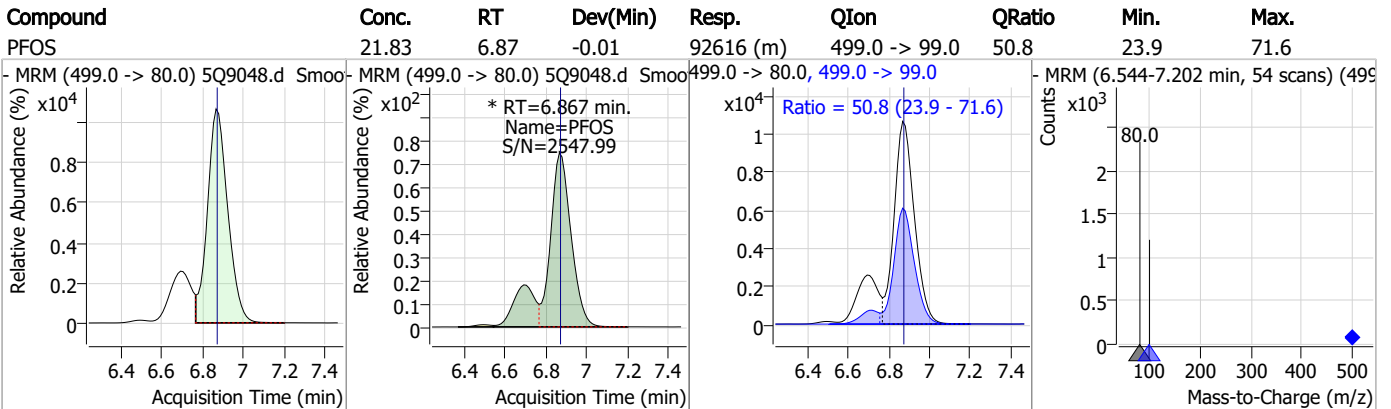 Compound Conc. RT Dev(Min) Resp. QIon QRatio Min. Max.
PFOS 21.83 6.87 -0.01 92616 (m) 499.0 -> 99.0 50.8 23.9 71.6
- MRM (499.0 -> 80.0) 5Q9048.d Smoo
x10^4
Relative Abundance (%)
0.8
0.6
0.4
0.2
0
6.4 6.6 6.8 7 7.2 7.4
Acquisition Time (min)
- MRM (499.0 -> 80.0) 5Q9048.d Smoo
x10^2
* RT=6.867 min.
Name=PFOS
S/N=2547.99
Relative Abundance (%)
0.8
0.7
0.6
0.5
0.4
0.3
0.2
0.1
0
6.4 6.6 6.8 7 7.2 7.4
Acquisition Time (min)
499.0 -> 80.0, 499.0 -> 99.0
x10^4
Ratio = 50.8 (23.9 - 71.6)
1
0.8
0.6
0.4
0.2
0
6.4 6.6 6.8 7 7.2 7.4
Acquisition Time (min)
- MRM (6.544-7.202 min, 54 scans) (499
x10^3
Counts
80.0
2
1.5
1
0.5
0
100 200 300 400 500
Mass-to-Charge (m/z)